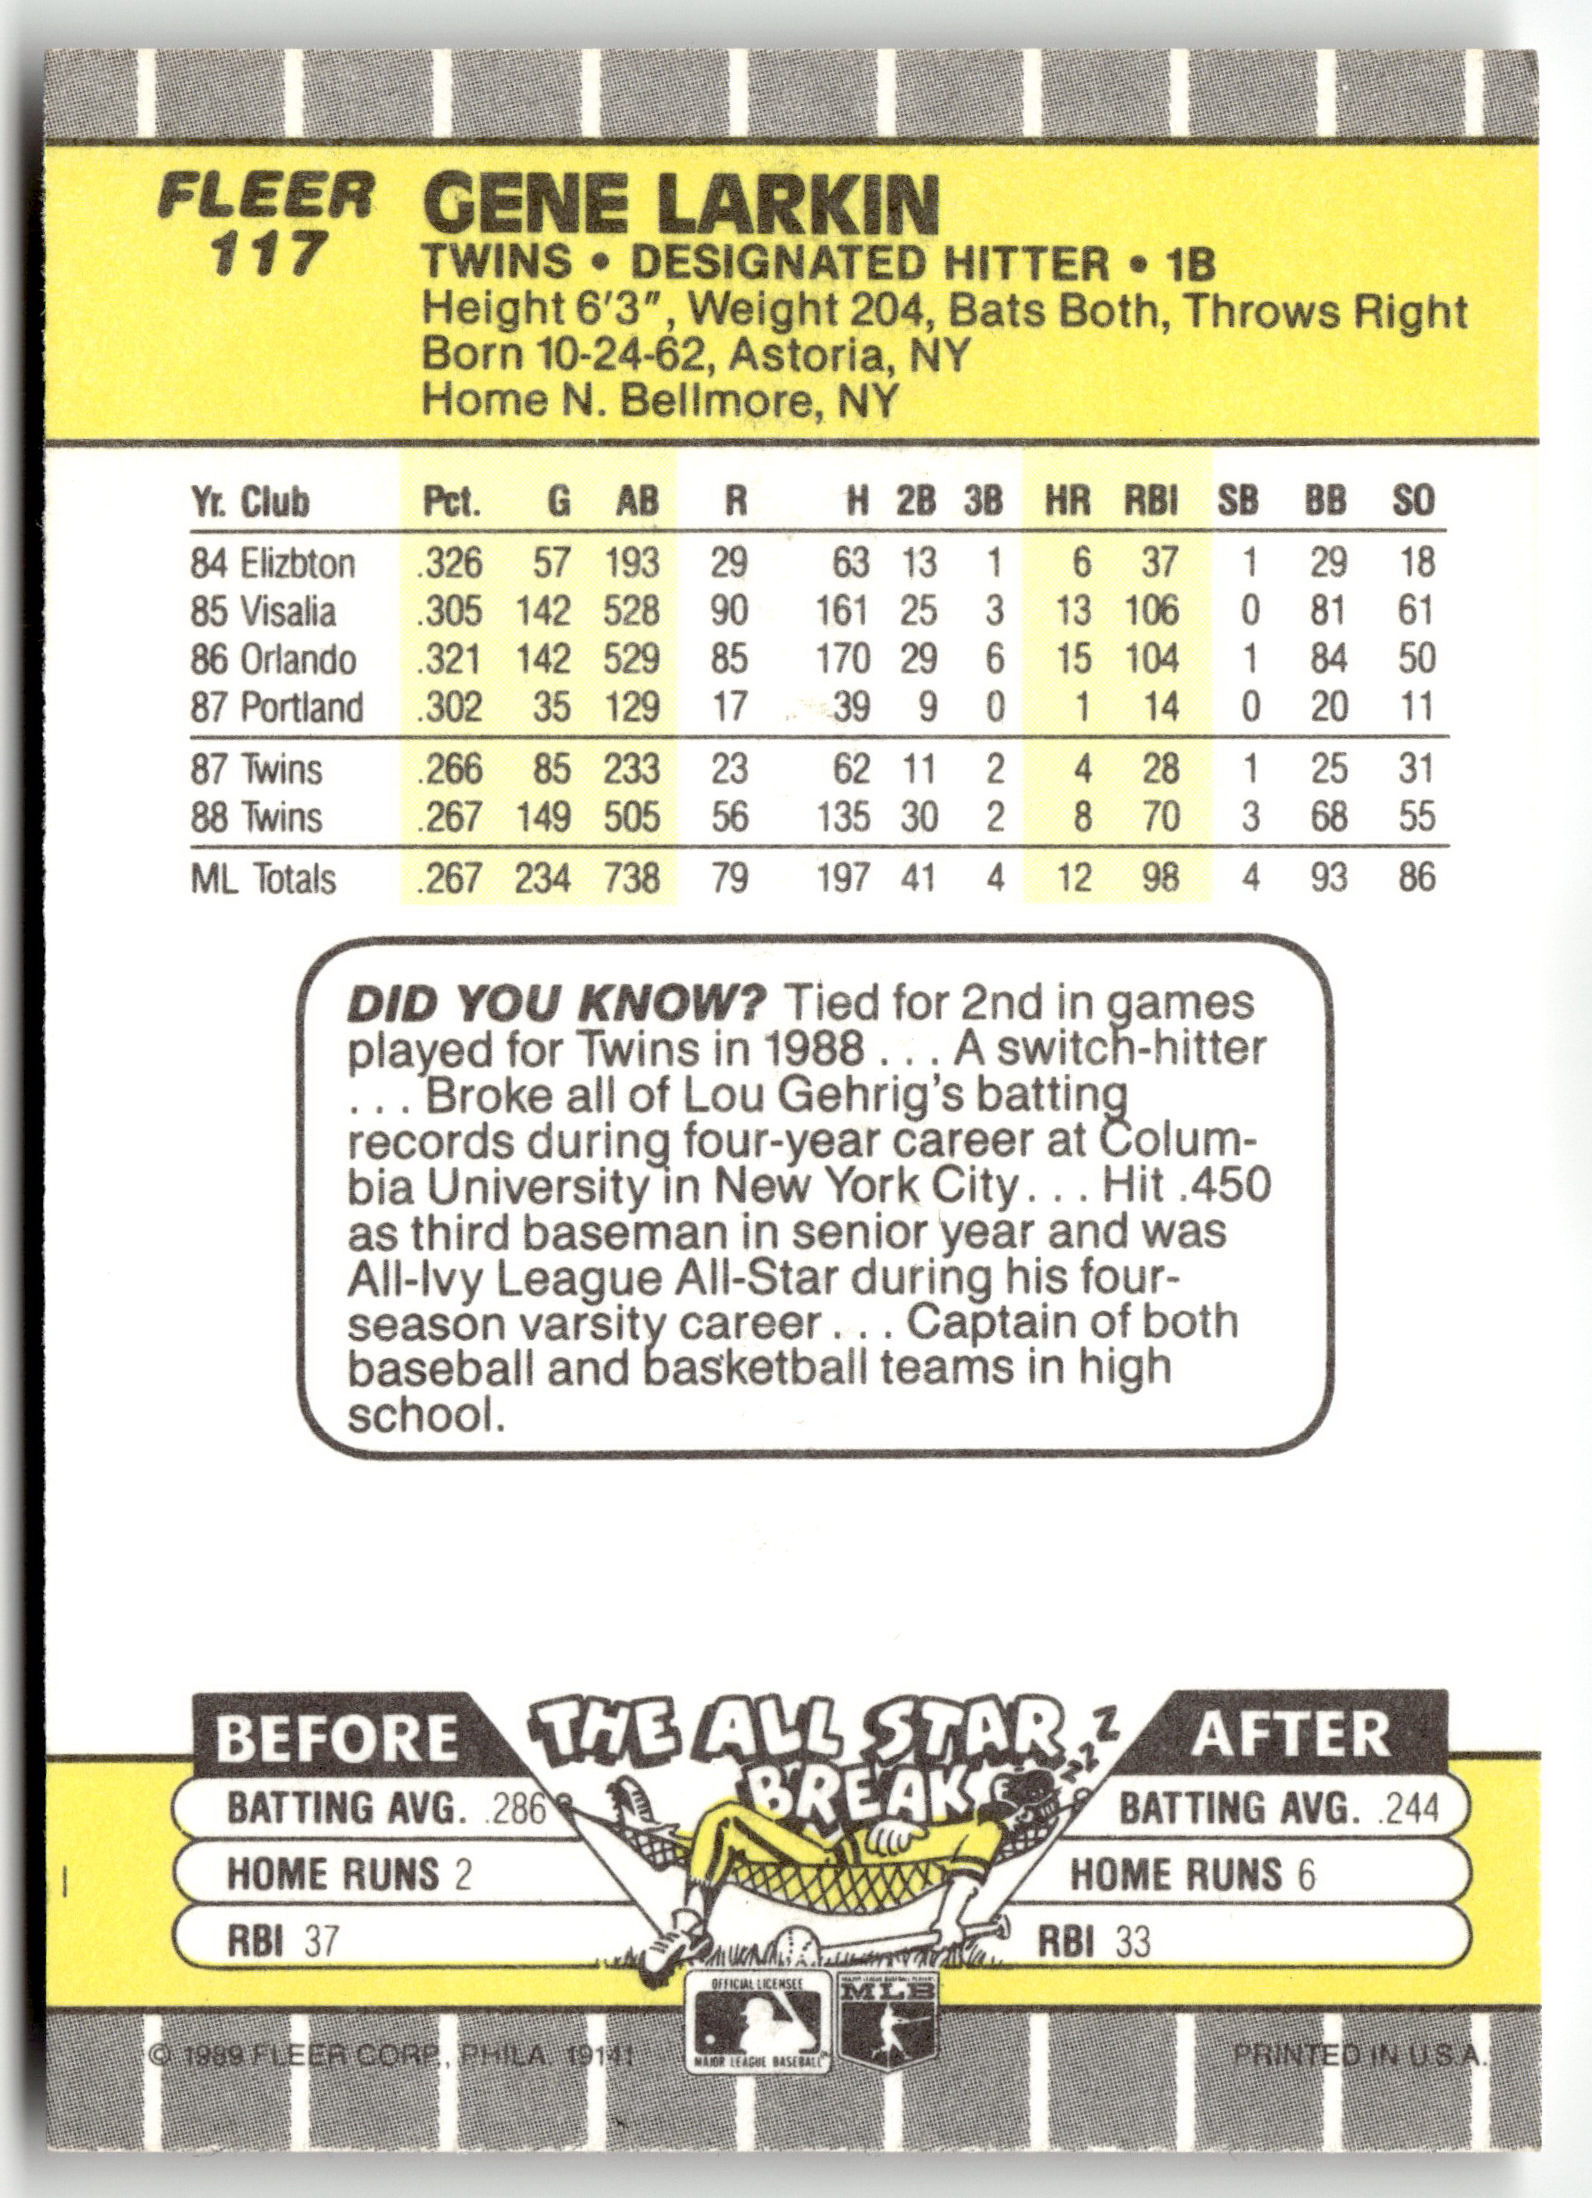 FLEER GENE LARKIN
117 TWINS • DESIGNATED HITTER • 1B
Height 6'3", Weight 204, Bats Both, Throws Right
Born 10-24-62, Astoria, NY
Home N. Bellmore, NY
Yr. Club Pct. G AB R H 2B 3B HR RBI SB BB SO
84 Elizbton .326 57 193 29 63 13 1 6 37 1 29 18
85 Visalia .305 142 528 90 161 25 3 13 106 0 81 61
86 Orlando .321 142 529 85 170 29 6 15 104 1 84 50
87 Portland .302 35 129 17 39 9 0 1 14 0 20 11
87 Twins .266 85 233 23 62 11 2 4 28 1 25 31
88 Twins .267 149 505 56 135 30 2 8 70 3 68 55
ML Totals .267 234 738 79 197 41 4 12 98 4 93 86
DID YOU KNOW? Tied for 2nd in games
played for Twins in 1988 . . . A switch-hitter
. . . Broke all of Lou Gehrig's batting
records during four-year career at Colum-
bia University in New York City. . . Hit .450
as third baseman in senior year and was
All-Ivy League All-Star during his four-
season varsity career . . . Captain of both
baseball and basketball teams in high
school.
BEFORE THE ALL STAR BREAK Z Z Z Z AFTER
BATTING AVG. .286 BATTING AVG. .244
HOME RUNS 2 HOME RUNS 6
RBI 37 RBI 33
OFFICIAL LICENSEE
MAJOR LEAGUE BASEBALL
MLB
© 1989 FLEER CORP., PHILA. 19141 PRINTED IN U.S.A.